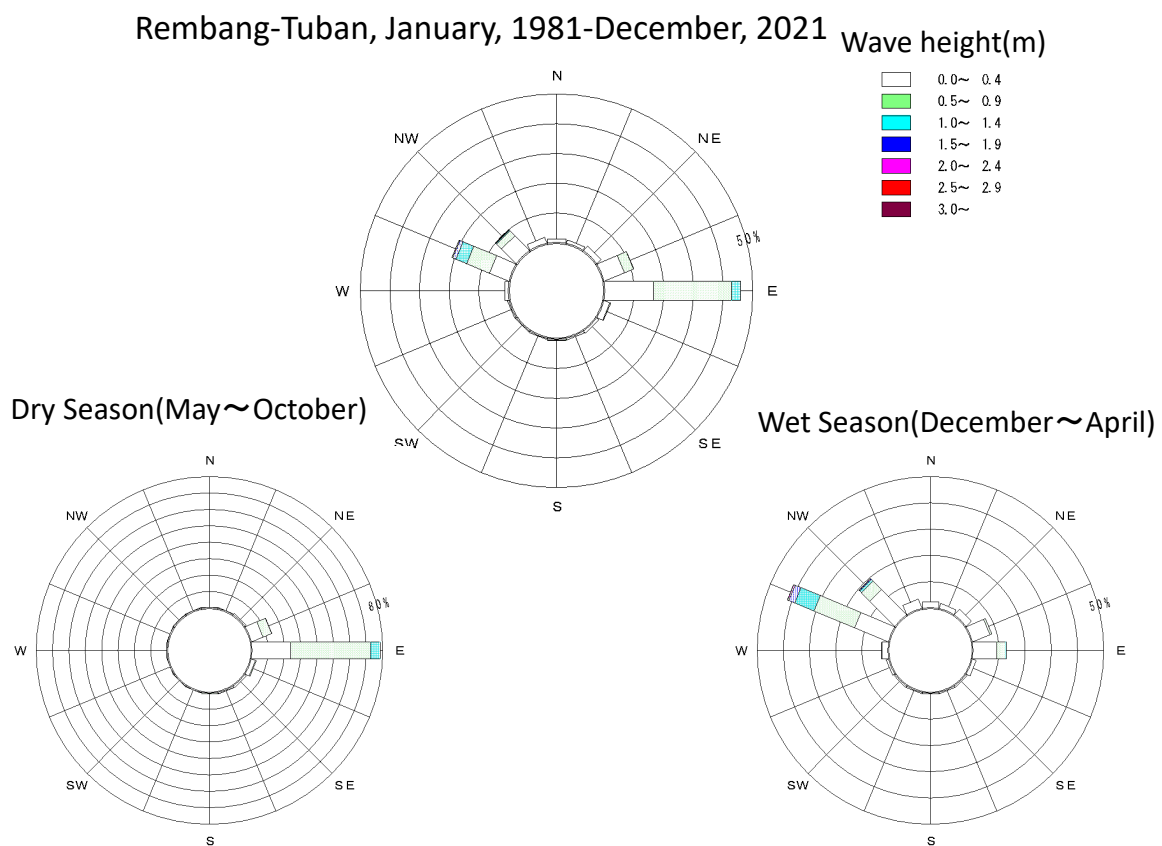 Rembang-Tuban, January, 1981-December, 2021
Wave height(m)
0.0～ 0.4
0.5～ 0.9
1.0～ 1.4
1.5～ 1.9
2.0～ 2.4
2.5～ 2.9
3.0～
N
NW
NE
50%
W
E
SW
SE
S
Dry Season(May～October)
N
NW
NE
80%
W
E
SW
SE
S
Wet Season(December～April)
N
NW
NE
50%
W
E
SW
SE
S